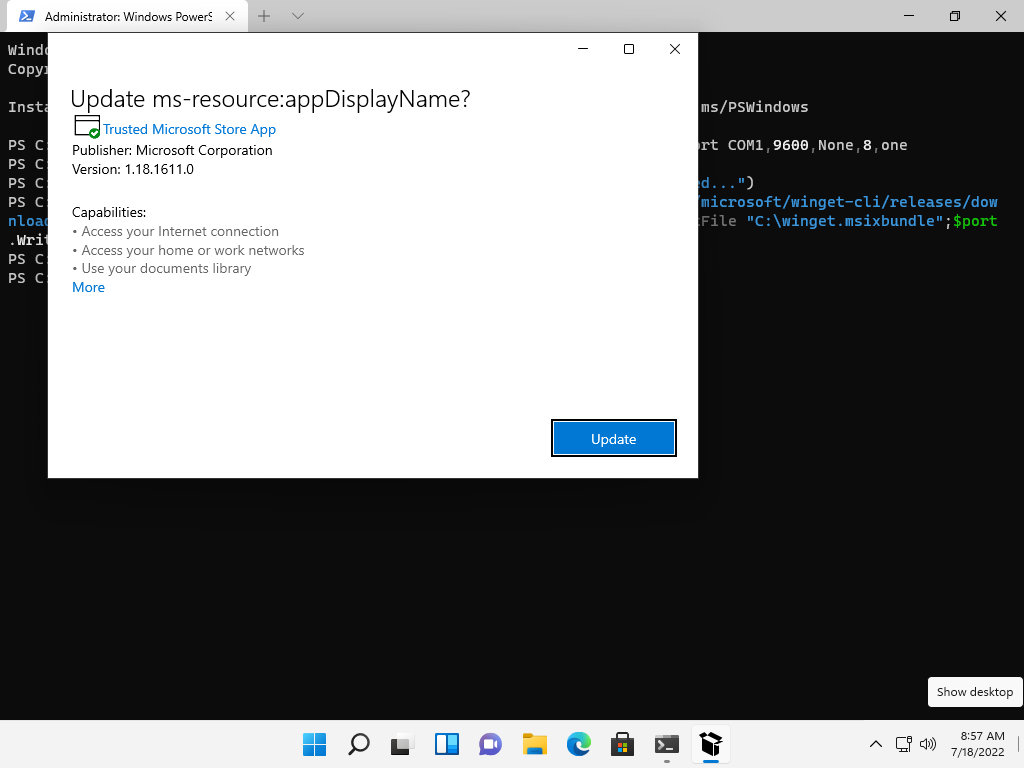 Administrator: Windows PowerS
Windo
Copyr
Insta
ms/PSWindows
PS C:
ort COM1,9600,None,8,one
PS C:
PS C:
ed...")
PS C:
/microsoft/winget-cli/releases/dow
nload
tFile "C:\winget.msixbundle";$port
.Writ
PS C:
PS C:
Update ms-resource:appDisplayName?
Trusted Microsoft Store App
Publisher: Microsoft Corporation
Version: 1.18.1611.0
Capabilities:
• Access your Internet connection
• Access your home or work networks
• Use your documents library
More
Update
Show desktop
8:57 AM
7/18/2022